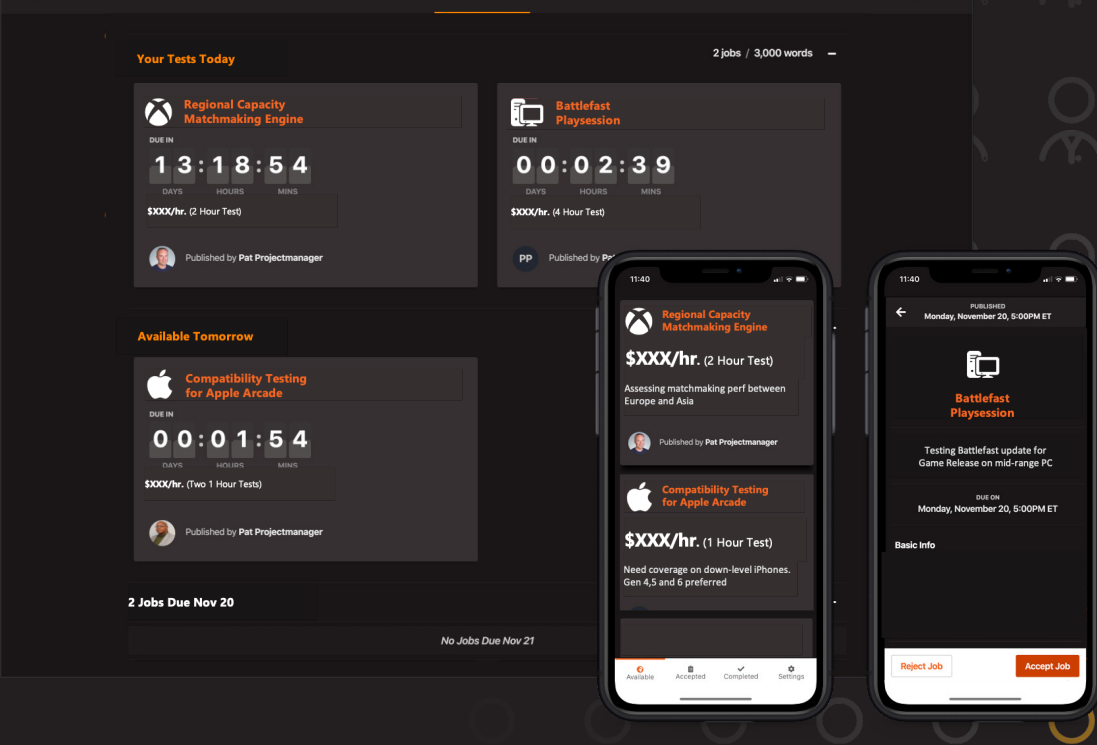 Your Tests Today
2 jobs / 3,000 words –
Regional Capacity
Matchmaking Engine
DUE IN
13:18:54
DAYS HOURS MINS
$XXX/hr. (2 Hour Test)
Published by Pat Projectmanager
Battlefast
Playsession
DUE IN
00:02:39
DAYS HOURS MINS
$XXX/hr. (4 Hour Test)
PP
Published by
Available Tomorrow
Compatibility Testing
for Apple Arcade
DUE IN
00:01:54
DAYS HOURS MINS
$XXX/hr. (Two 1 Hour Tests)
Published by Pat Projectmanager
2 Jobs Due Nov 20
No Jobs Due Nov 21
11:40
Regional Capacity
Matchmaking Engine
$XXX/hr. (2 Hour Test)
Assessing matchmaking perf between
Europe and Asia
Published by Pat Projectmanager
Compatibility Testing
for Apple Arcade
$XXX/hr. (1 Hour Test)
Need coverage on down-level iPhones.
Gen 4,5 and 6 preferred
Available Accepted Completed Settings
11:40
PUBLISHED
Monday, November 20, 5:00PM ET
Battlefast
Playsession
Testing Battlefast update for
Game Release on mid-range PC
DUE ON
Monday, November 20, 5:00PM ET
Basic Info
Reject Job
Accept Job